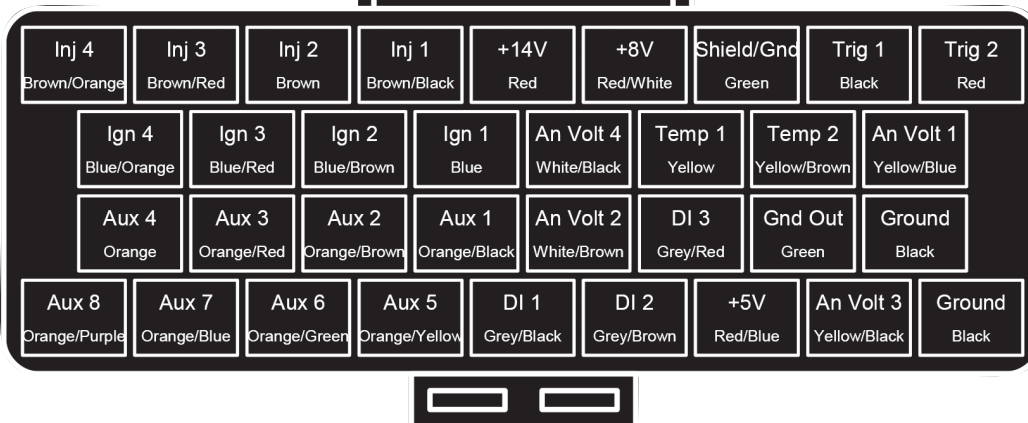 Inj 4 Inj 3 Inj 2 Inj 1 +14V +8V Shield/Gnd Trig 1 Trig 2
Brown/Orange Brown/Red Brown Brown/Black Red Red/White Green Black Red
Ign 4 Ign 3 Ign 2 Ign 1 An Volt 4 Temp 1 Temp 2 An Volt 1
Blue/Orange Blue/Red Blue/Brown Blue White/Black Yellow Yellow/Brown Yellow/Blue
Aux 4 Aux 3 Aux 2 Aux 1 An Volt 2 DI 3 Gnd Out Ground
Orange Orange/Red Orange/Brown Orange/Black White/Brown Grey/Red Green Black
Aux 8 Aux 7 Aux 6 Aux 5 DI 1 DI 2 +5V An Volt 3 Ground
Orange/Purple Orange/Blue Orange/Green Orange/Yellow Grey/Black Grey/Brown Red/Blue Yellow/Black Black